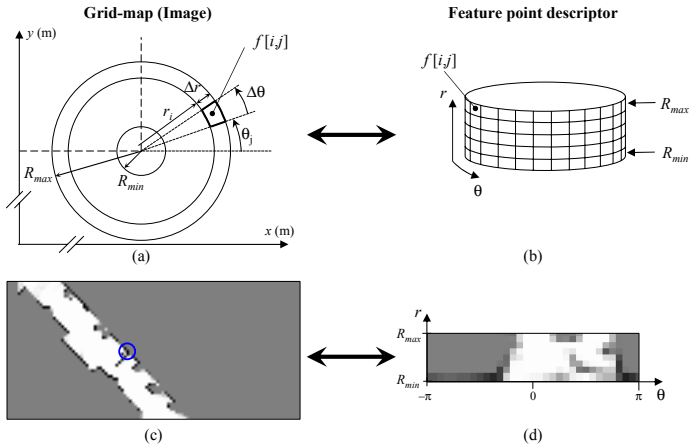 Grid-map (Image)
Feature point descriptor
y (m)
f [i,j]
Δr
Δθ
r_i
θ_j
R_max
R_min
x (m)
(a)
f [i,j]
r
R_max
R_min
θ
(b)
(c)
r
R_max
R_min
−π
0
π
θ
(d)